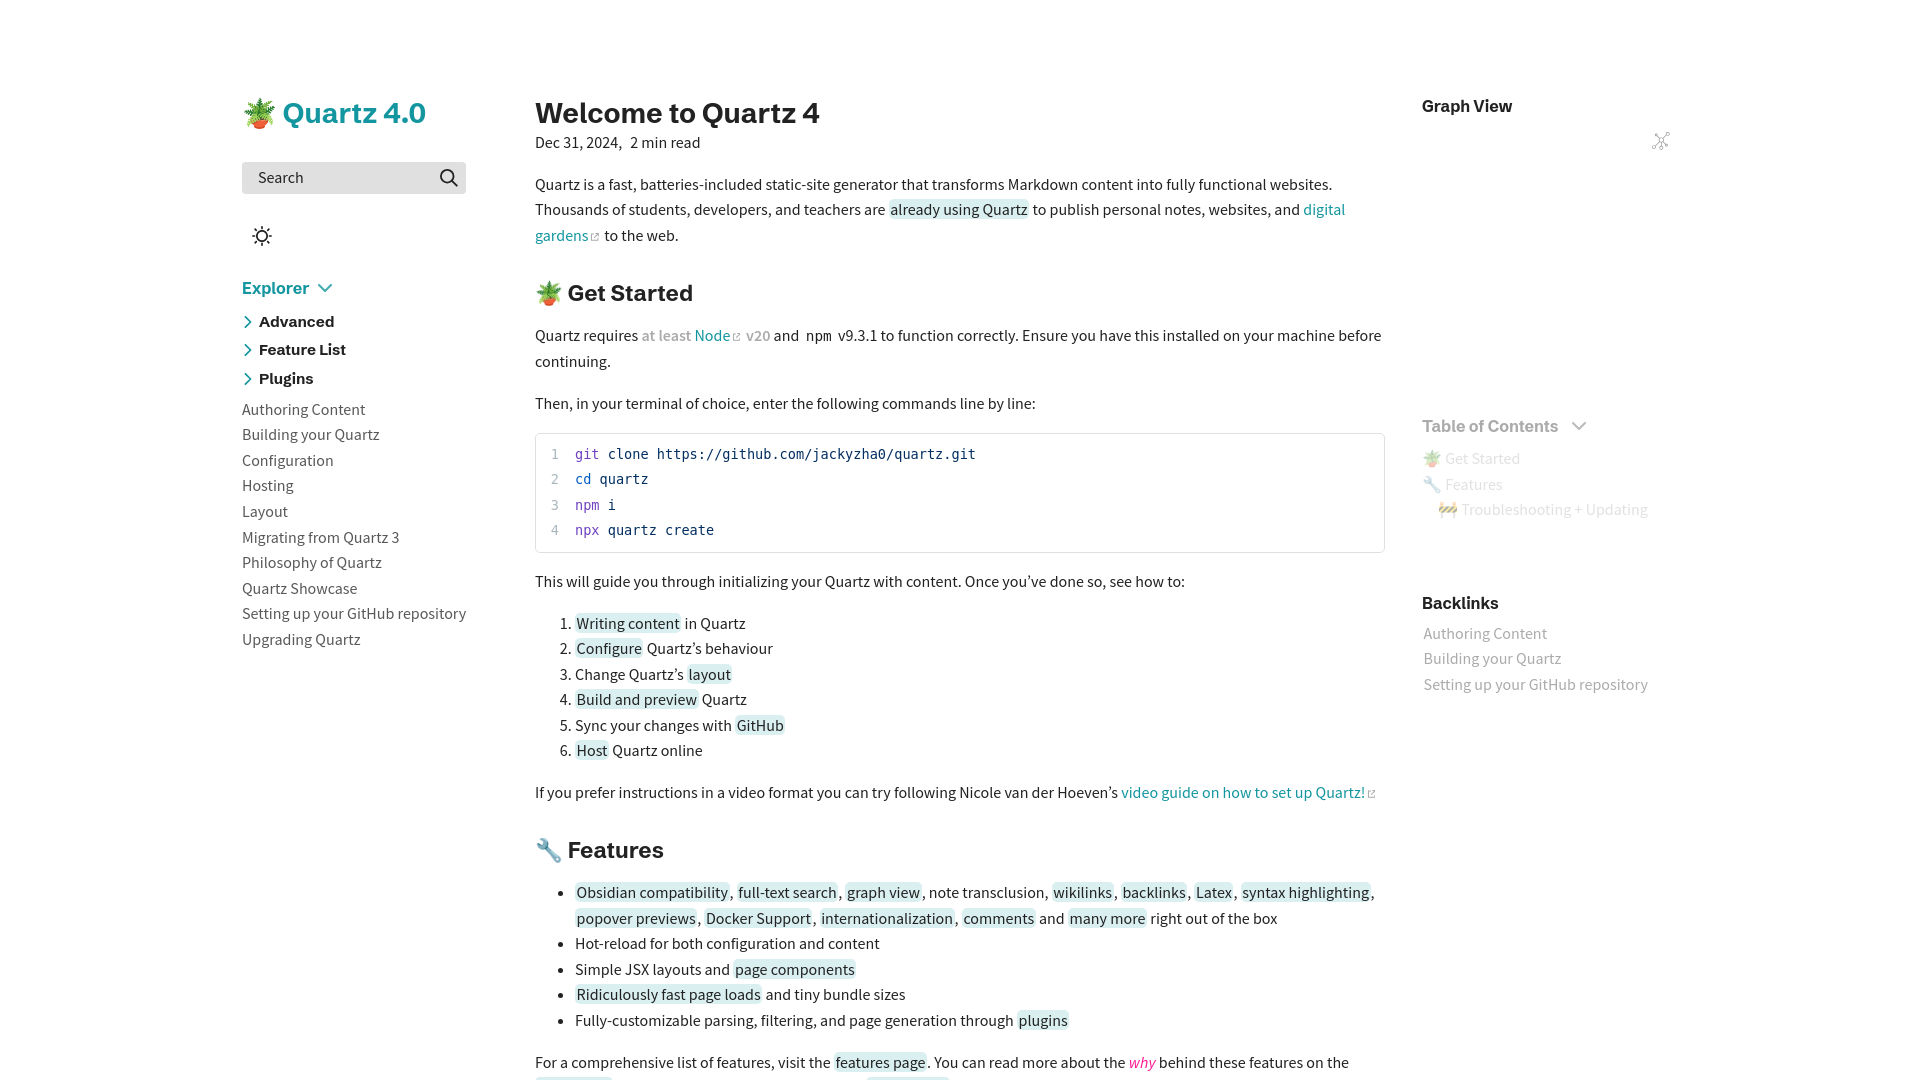 Quartz 4.0
Search
Explorer
Advanced
Feature List
Plugins
Authoring Content
Building your Quartz
Configuration
Hosting
Layout
Migrating from Quartz 3
Philosophy of Quartz
Quartz Showcase
Setting up your GitHub repository
Upgrading Quartz
Welcome to Quartz 4
Dec 31, 2024, 2 min read
Quartz is a fast, batteries-included static-site generator that transforms Markdown content into fully functional websites.
Thousands of students, developers, and teachers are already using Quartz to publish personal notes, websites, and digital
gardens to the web.
Get Started
Quartz requires at least Node v20 and npm v9.3.1 to function correctly. Ensure you have this installed on your machine before
continuing.
Then, in your terminal of choice, enter the following commands line by line:
1 git clone https://github.com/jackyzha0/quartz.git
2 cd quartz
3 npm i
4 npx quartz create
This will guide you through initializing your Quartz with content. Once you’ve done so, see how to:
1. Writing content in Quartz
2. Configure Quartz’s behaviour
3. Change Quartz’s layout
4. Build and preview Quartz
5. Sync your changes with GitHub
6. Host Quartz online
If you prefer instructions in a video format you can try following Nicole van der Hoeven’s video guide on how to set up Quartz!
Features
• Obsidian compatibility, full-text search, graph view, note transclusion, wikilinks, backlinks, Latex, syntax highlighting,
popover previews, Docker Support, internationalization, comments and many more right out of the box
• Hot-reload for both configuration and content
• Simple JSX layouts and page components
• Ridiculously fast page loads and tiny bundle sizes
• Fully-customizable parsing, filtering, and page generation through plugins
For a comprehensive list of features, visit the features page. You can read more about the why behind these features on the
Graph View
Table of Contents
Get Started
Features
Troubleshooting + Updating
Backlinks
Authoring Content
Building your Quartz
Setting up your GitHub repository